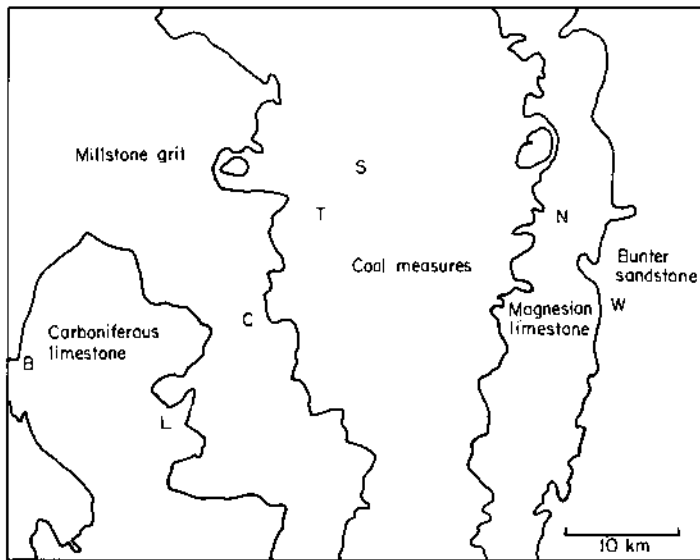 Millstone grit
S
T
N
Coal measures
Bunter
sandstone
C
W
Magnesian
limestone
Carboniferous
limestone
B
L
10 km